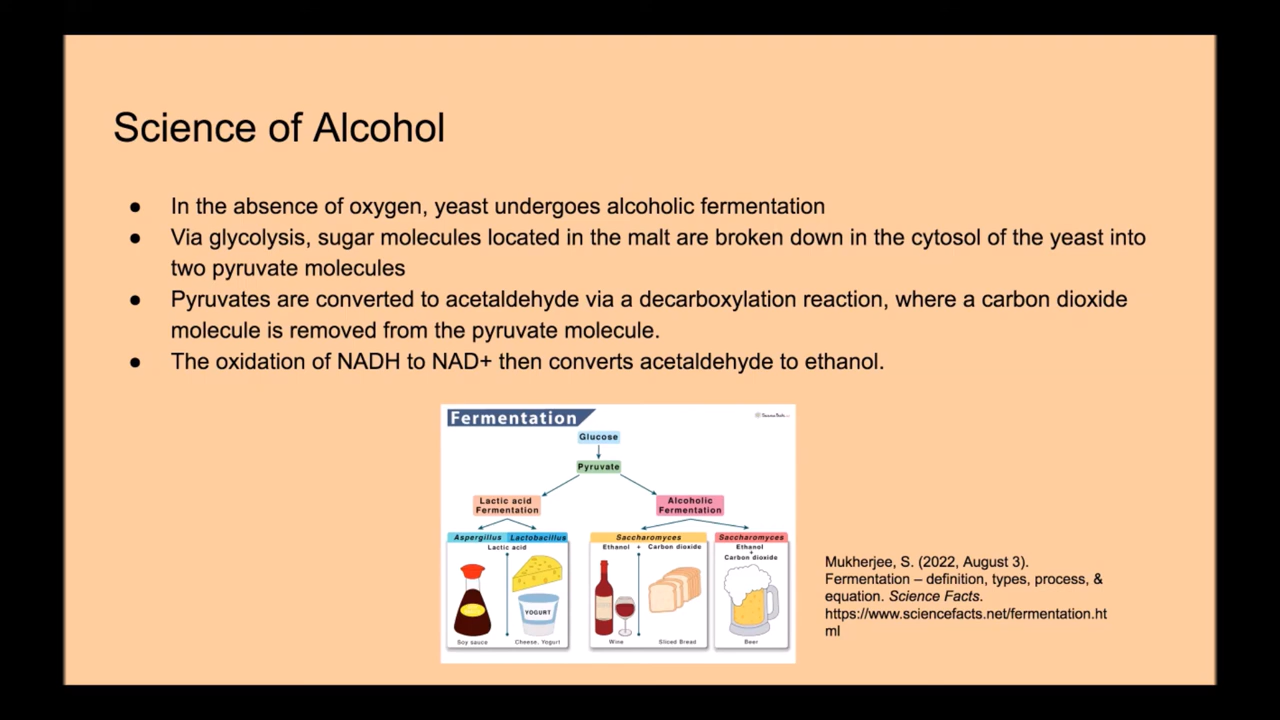 Science of Alcohol
● In the absence of oxygen, yeast undergoes alcoholic fermentation
● Via glycolysis, sugar molecules located in the malt are broken down in the cytosol of the yeast into
two pyruvate molecules
● Pyruvates are converted to acetaldehyde via a decarboxylation reaction, where a carbon dioxide
molecule is removed from the pyruvate molecule.
● The oxidation of NADH to NAD+ then converts acetaldehyde to ethanol.
Fermentation
Glucose
Pyruvate
Lactic acid
Fermentation
Alcoholic
Fermentation
Aspergillus Lactobacillus
Lactic acid
YOGURT
Soy sauce
Cheese, Yogurt
Saccharomyces
Ethanol + Carbon dioxide
Wine
Sliced Bread
Saccharomyces
Ethanol
+
Carbon dioxide
Beer
Mukherjee, S. (2022, August 3).
Fermentation – definition, types, process, &
equation. Science Facts.
https://www.sciencefacts.net/fermentation.ht
ml